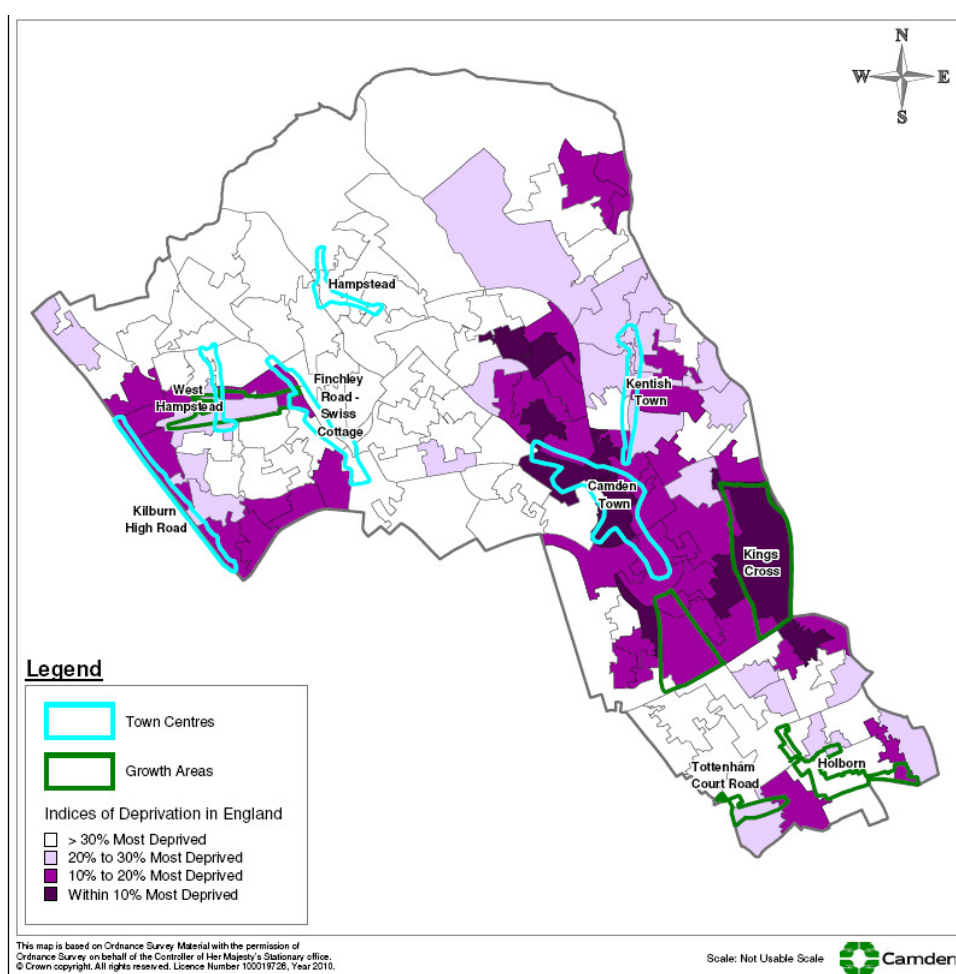 N
W E
S
Hampstead
West
Hampstead
Finchley
Road -
Swiss
Cottage
Kentish
Town
Kilburn
High Road
Camden
Town
Kings
Cross
Tottenham
Court Road
Holborn
Legend
Town Centres
Growth Areas
Indices of Deprivation in England
> 30% Most Deprived
20% to 30% Most Deprived
10% to 20% Most Deprived
Within 10% Most Deprived
This map is based on Ordnance Survey Material with the permission of
Ordnance Survey on behalf of the Controller of Her Majesty's Stationary office.
© Crown copyright. All rights reserved. Licence Number 100019726, Year 2010.
Scale: Not Usable Scale
Camden